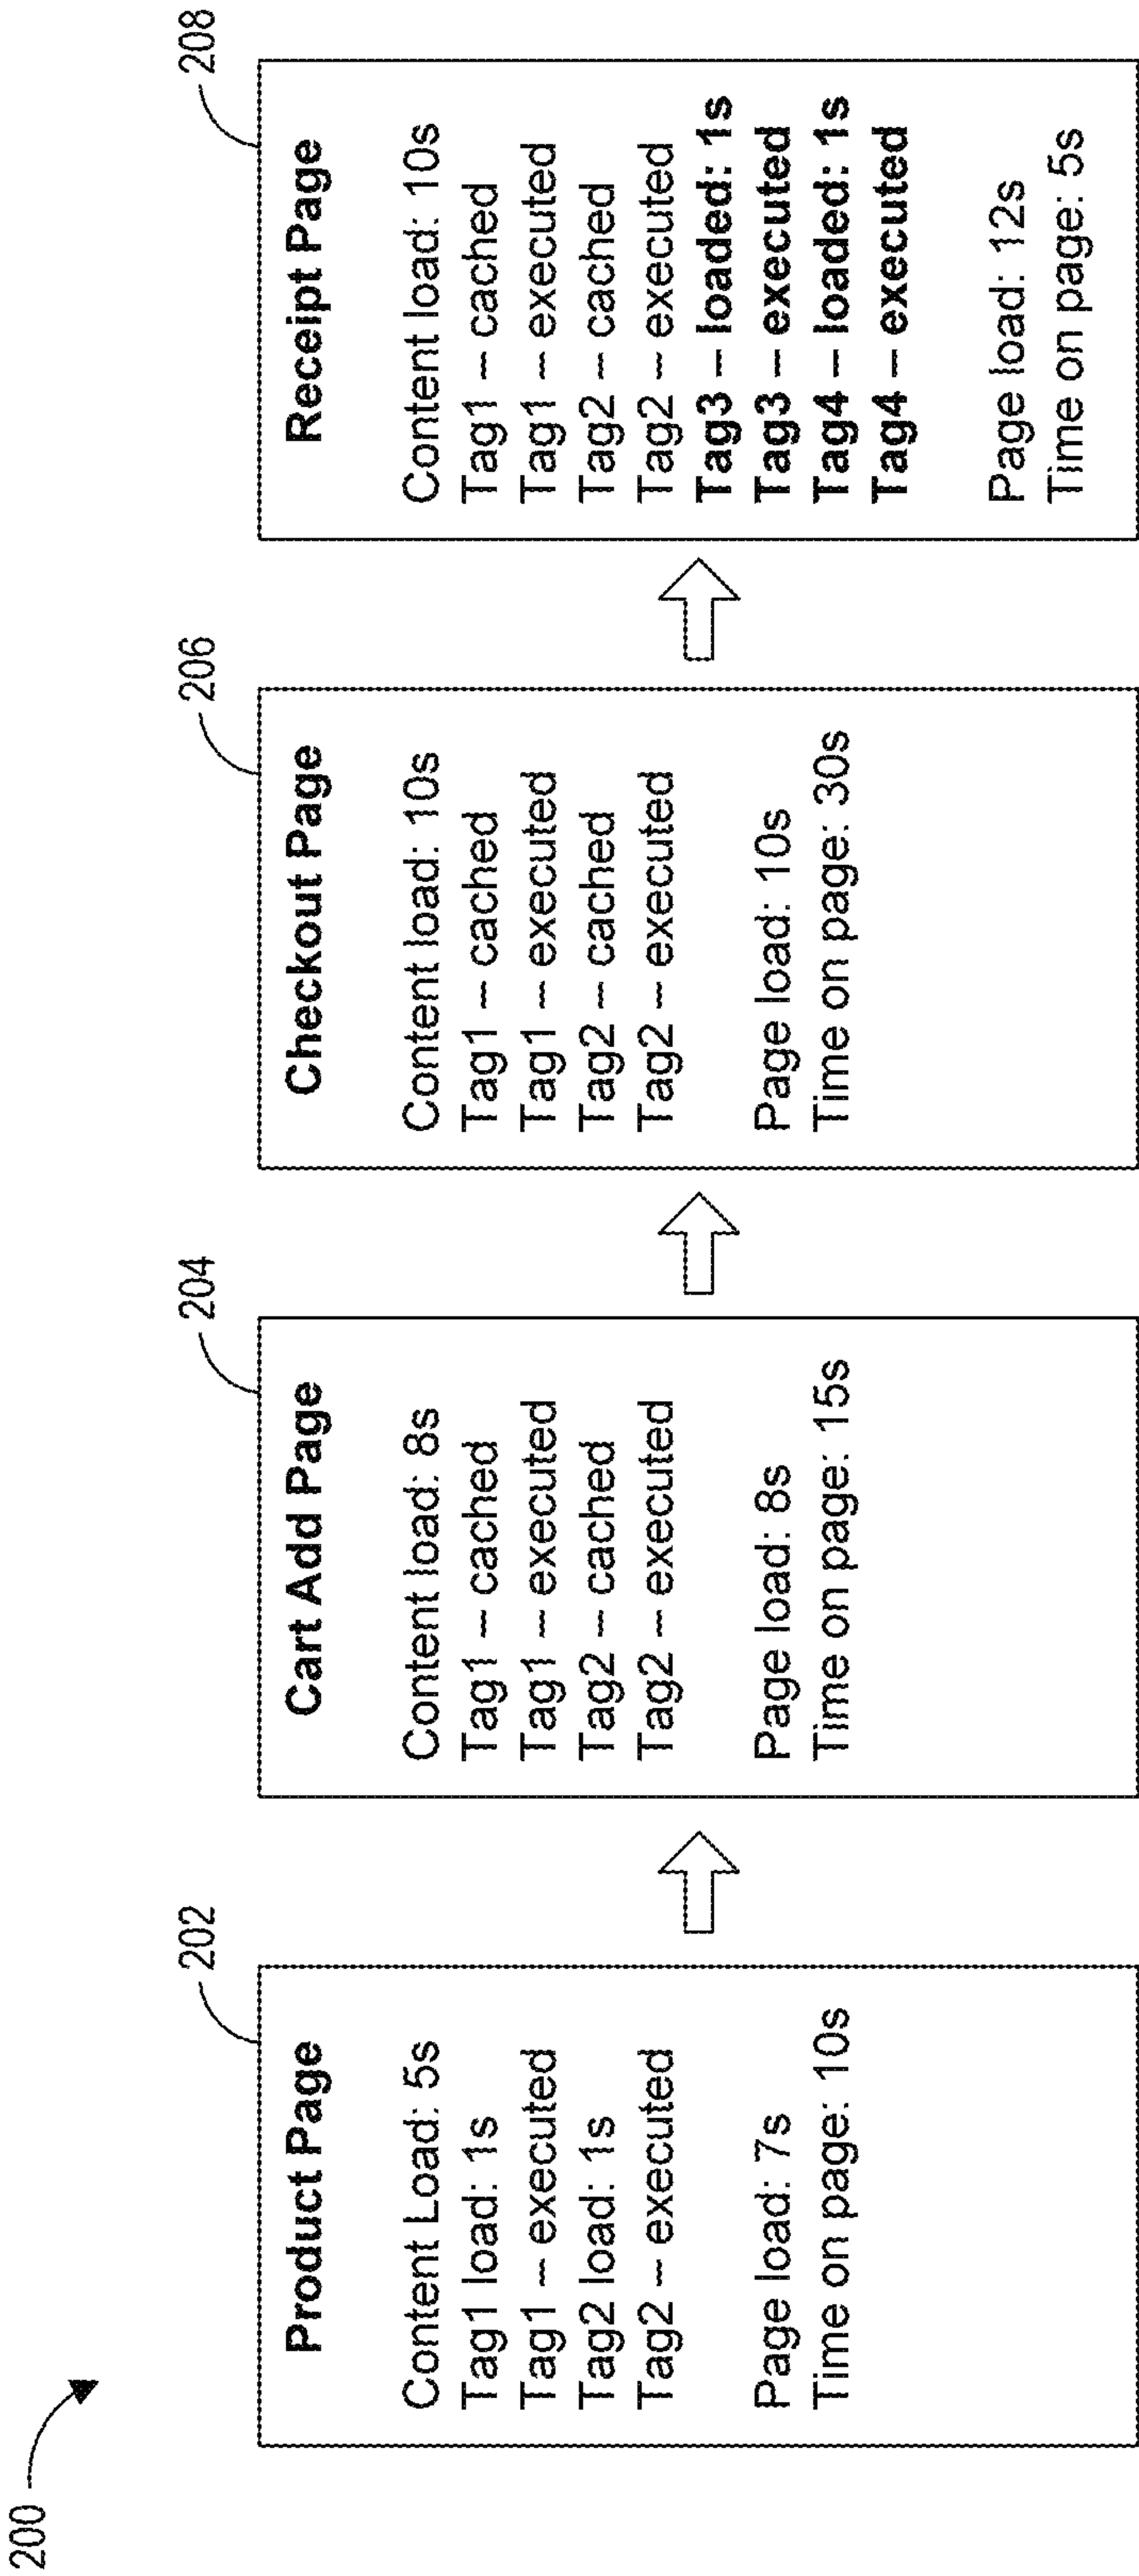 200
202
Product Page
Content Load: 5s
Tag1 load: 1s
Tag1 – executed
Tag2 load: 1s
Tag2 – executed
Page load: 7s
Time on page: 10s
204
Cart Add Page
Content load: 8s
Tag1 – cached
Tag1 – executed
Tag2 – cached
Tag2 – executed
Page load: 8s
Time on page: 15s
206
Checkout Page
Content load: 10s
Tag1 – cached
Tag1 – executed
Tag2 – cached
Tag2 – executed
Page load: 10s
Time on page: 30s
208
Receipt Page
Content load: 10s
Tag1 – cached
Tag1 – executed
Tag2 – cached
Tag2 – executed
Tag3 – loaded: 1s
Tag3 – executed
Tag4 – loaded: 1s
Tag4 – executed
Page load: 12s
Time on page: 5s